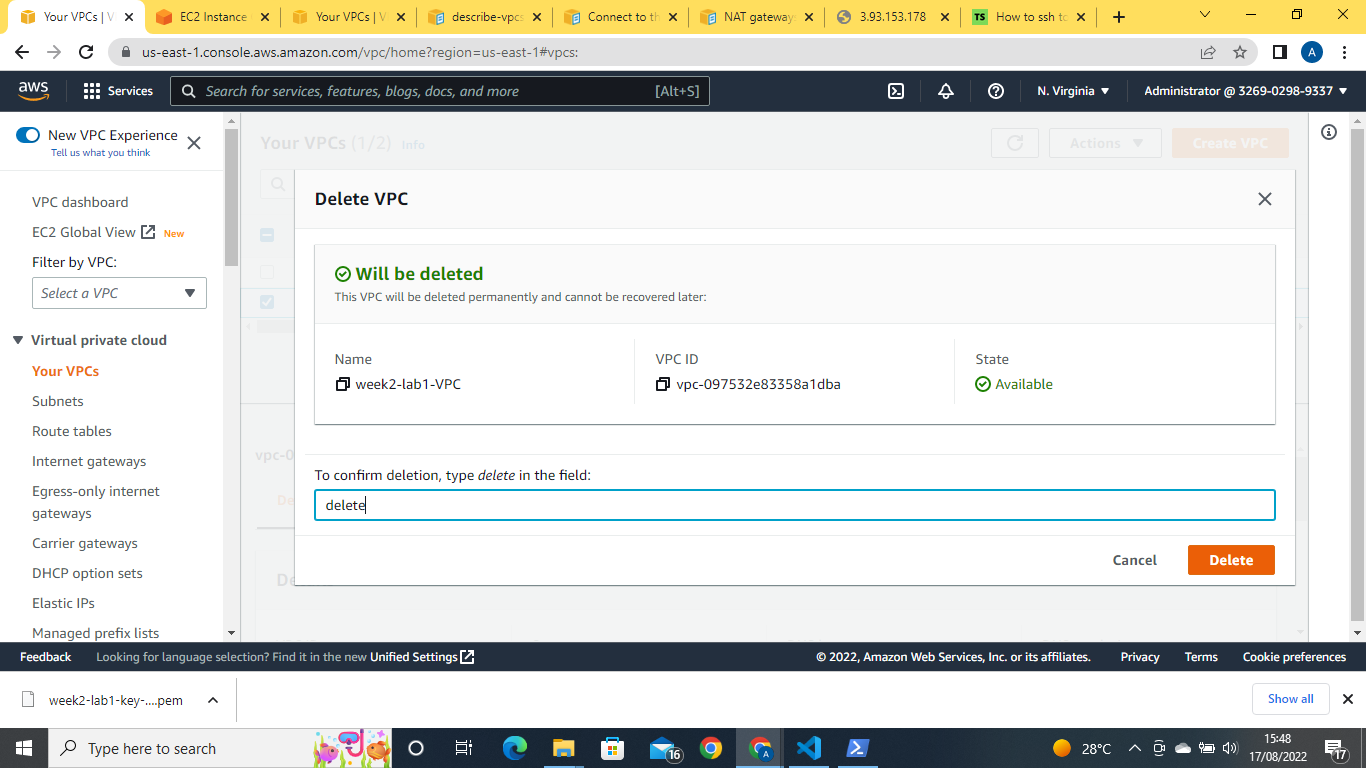 Your VPCs | V
EC2 Instance
Your VPCs | V
describe-vpcs
Connect to th
NAT gateway
3.93.153.178
TS
How to ssh to
us-east-1.console.aws.amazon.com/vpc/home?region=us-east-1#vpcs:
A
aws
Services
Search for services, features, blogs, docs, and more
[Alt+S]
N. Virginia
Administrator @ 3269-0298-9337
New VPC Experience
Tell us what you think
VPC dashboard
EC2 Global View
New
Filter by VPC:
Select a VPC
Virtual private cloud
Your VPCs
Subnets
Route tables
Internet gateways
Egress-only internet
gateways
Carrier gateways
DHCP option sets
Elastic IPs
Managed prefix lists
Your VPCs (1/2) Info
Actions
Create VPC
Delete VPC
Will be deleted
This VPC will be deleted permanently and cannot be recovered later:
Name
week2-lab1-VPC
VPC ID
vpc-097532e83358a1dba
State
Available
vpc-0
De
To confirm deletion, type delete in the field:
delete
Cancel
Delete
De
Feedback
Looking for language selection? Find it in the new Unified Settings
© 2022, Amazon Web Services, Inc. or its affiliates.
Privacy
Terms
Cookie preferences
week2-lab1-key-....pem
Show all
Type here to search
16
A
28°C
15:48
17/08/2022
17